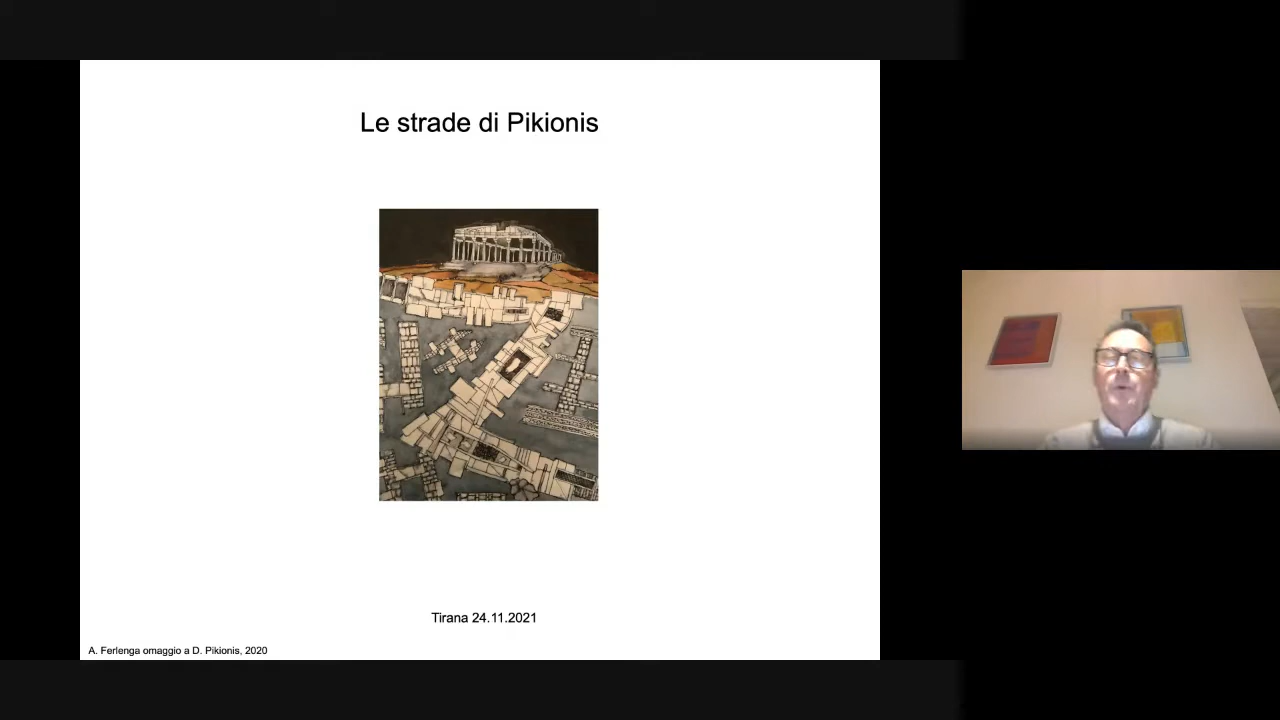 Le strade di Pikionis
Tirana 24.11.2021
A. Ferlenga omaggio a D. Pikionis, 2020